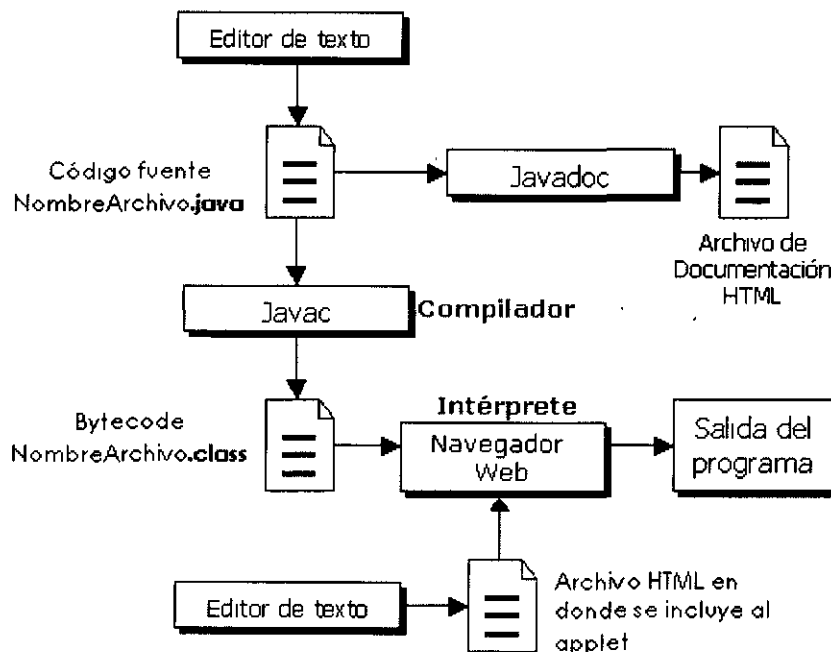 Editor de texto
Código fuente
NombreArchivo.java
Javadoc
Archivo de
Documentación
HTML
Javac
Compilador
Bytecode
NombreArchivo.class
Intérprete
Navegador
Web
Salida del
programa
Editor de texto
Archivo HTML en
donde se incluye al
applet